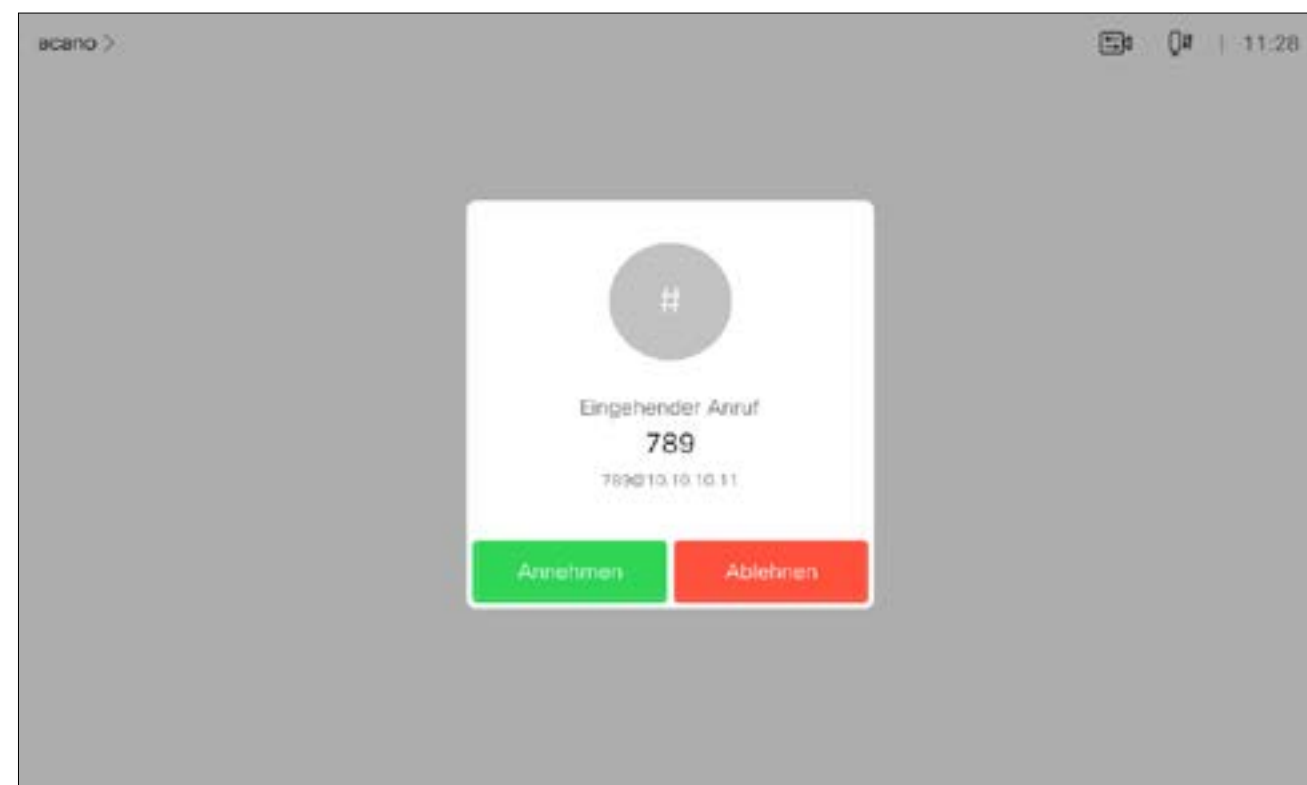 acano >
11:28
#
Eingehender Anruf
789
789@10.10.10.11
Annehmen
Ablehnen